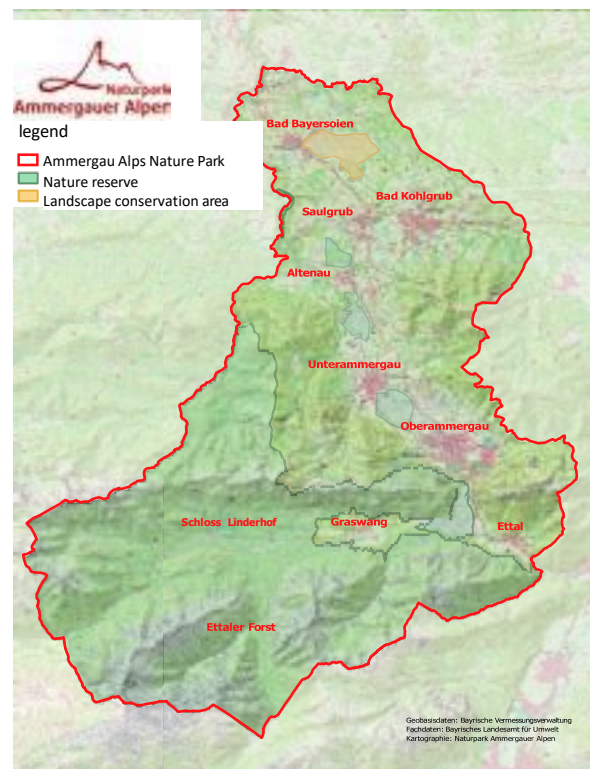 Naturpark
Ammergauer Alpen
legend
Ammergau Alps Nature Park
Nature reserve
Landscape conservation area
Bad Bayersoien
Bad Kohlgrub
Saulgrub
Altenau
Unterammergau
Oberammergau
Schloss Linderhof
Graswang
Ettal
Ettaler Forst
Geobasisdaten: Bayrische Vermessungsverwaltung
Fachdaten: Bayrisches Landesamt für Umwelt
Kartographie: Naturpark Ammergauer Alpen